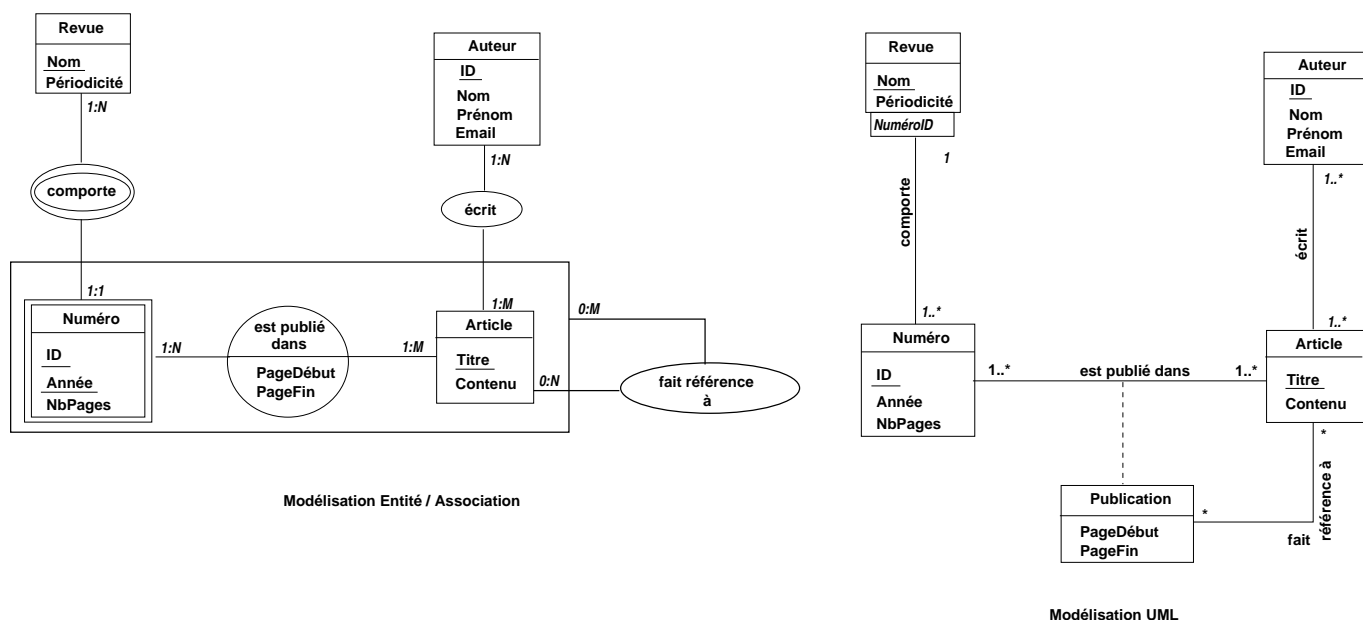 Revue
Nom
Périodicité
1:N
comporte
1:1
Auteur
ID
Nom
Prénom
Email
1:N
écrit
1:M
Numéro
ID
Année
NbPages
1:N
est publié
dans
PageDébut
PageFin
1:M
Article
Titre
Contenu
0:M
0:N
fait référence
à
Modélisation Entité / Association
Revue
Nom
Périodicité
NuméroID
1
comporte
1..*
Auteur
ID
Nom
Prénom
Email
1..*
écrit
1..*
Numéro
ID
Année
NbPages
1..*
est publié dans
1..*
Article
Titre
Contenu
*
référence à
fait
*
Publication
PageDébut
PageFin
Modélisation UML